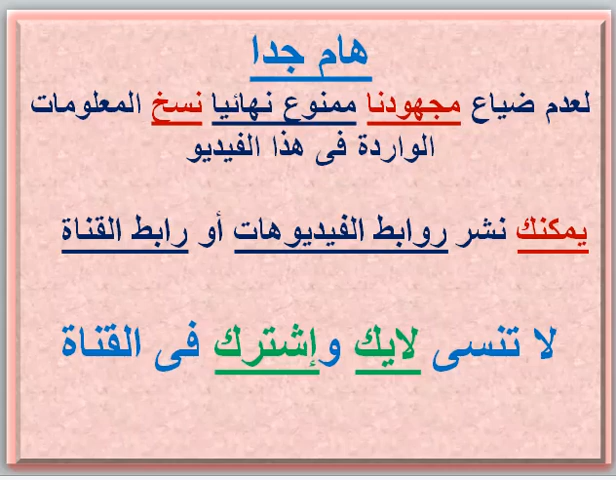 هام جدا
لعدم ضياع مجهودنا ممنوع نهائيا نسخ المعلومات
الواردة فى هذا الفيديو
يمكنك نشر روابط الفيديوهات أو رابط القناة
لا تنسى لايك وإشترك فى القناة